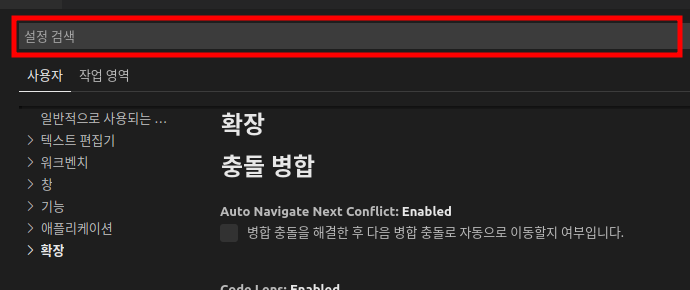 설정 검색
사용자 작업 영역
일반적으로 사용되는 ...
텍스트 편집기
워크벤치
창
기능
애플리케이션
확장
확장
충돌 병합
Auto Navigate Next Conflict: Enabled
병합 충돌을 해결한 후 다음 병합 충돌로 자동으로 이동할지 여부입니다.
Code Lens: Enabled